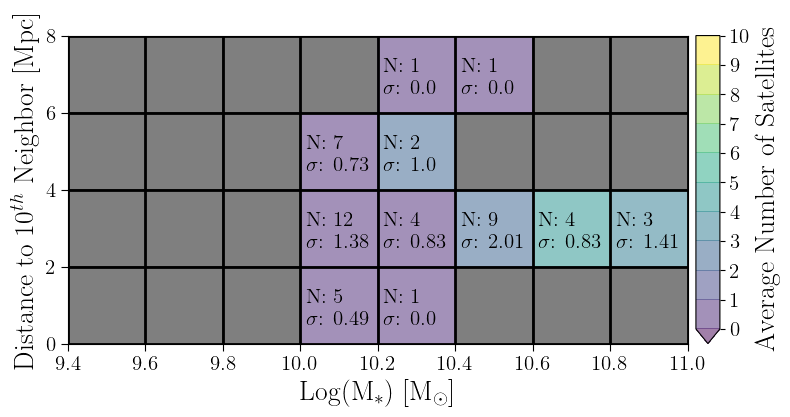 8
6
4
2
0
Distance to 10^{th} Neighbor [Mpc]
N: 1
σ: 0.0
N: 1
σ: 0.0
N: 7
σ: 0.73
N: 2
σ: 1.0
N: 12
σ: 1.38
N: 4
σ: 0.83
N: 9
σ: 2.01
N: 4
σ: 0.83
N: 3
σ: 1.41
N: 5
σ: 0.49
N: 1
σ: 0.0
9.4 9.6 9.8 10.0 10.2 10.4 10.6 10.8 11.0
Log(M_*) [M_⊙]
10
9
8
7
6
5
4
3
2
1
0
Average Number of Satellites